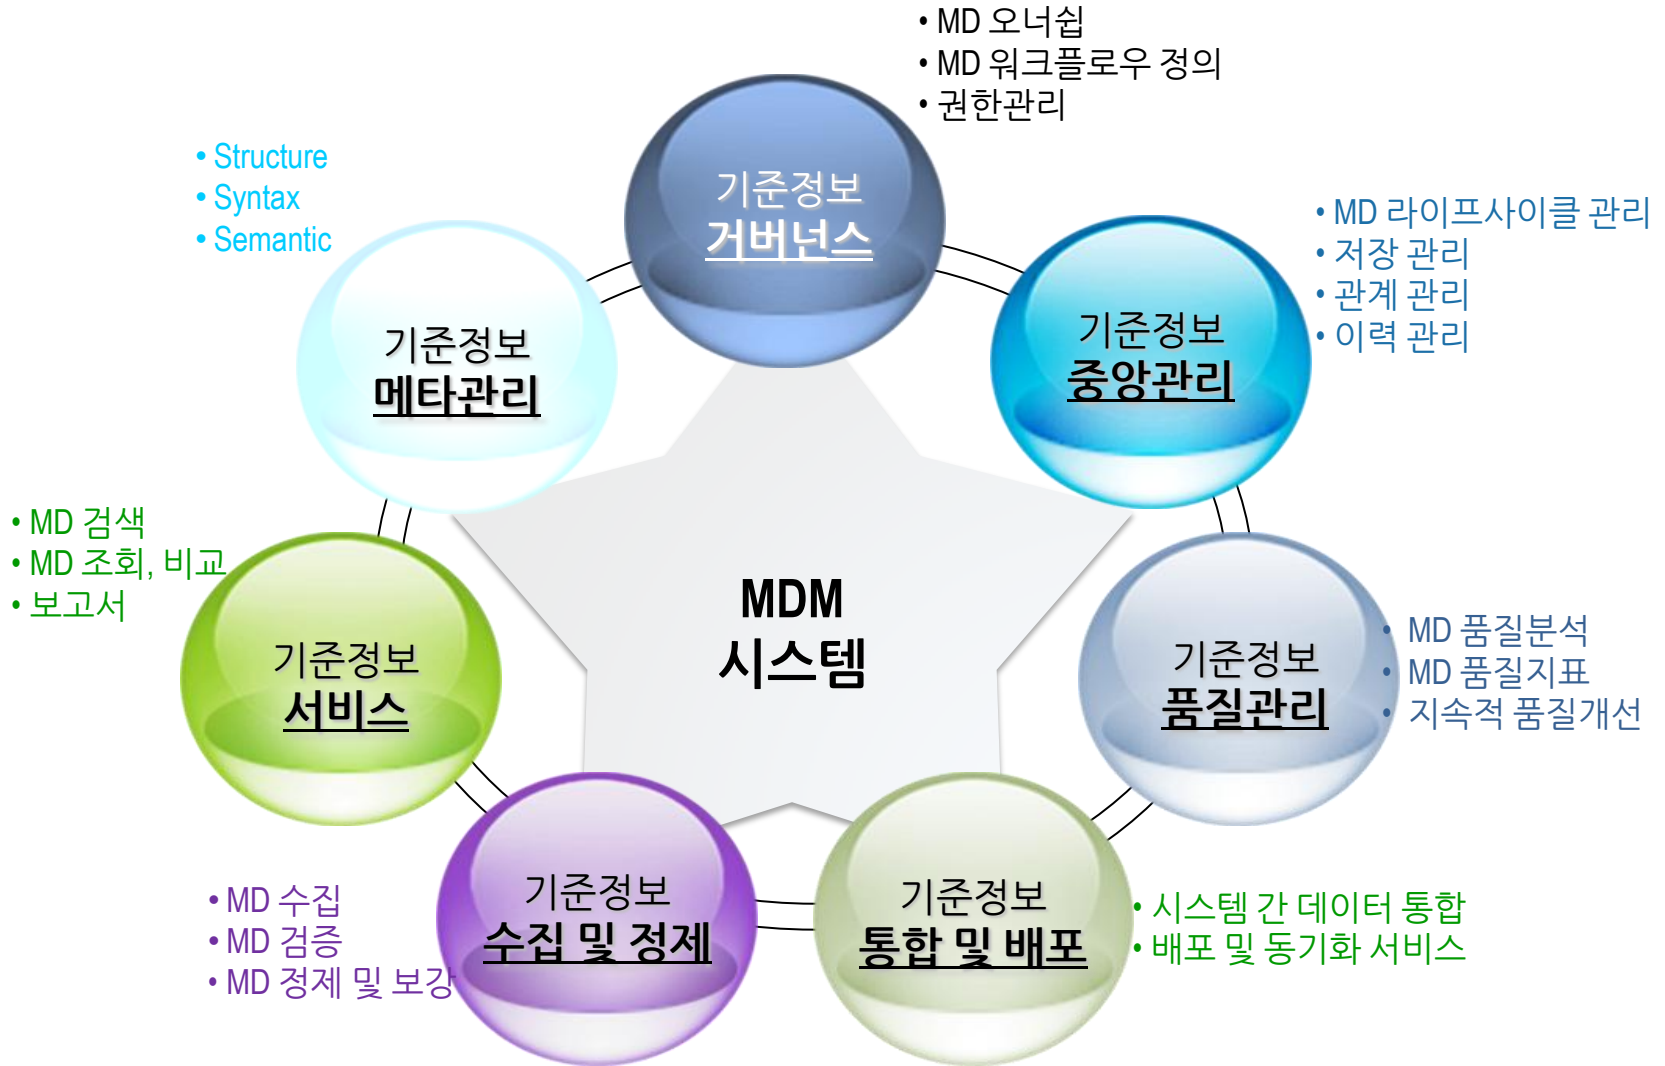 • MD 오너쉽
• MD 워크플로우 정의
• 권한관리
기준정보
거버넌스
• MD 라이프사이클 관리
• 저장 관리
• 관계 관리
• 이력 관리
기준정보
중앙관리
• MD 품질분석
• MD 품질지표
• 지속적 품질개선
기준정보
품질관리
• 시스템 간 데이터 통합
• 배포 및 동기화 서비스
기준정보
통합 및 배포
• MD 수집
• MD 검증
• MD 정제 및 보강
기준정보
수집 및 정제
• MD 검색
• MD 조회, 비교
• 보고서
기준정보
서비스
• Structure
• Syntax
• Semantic
기준정보
메타관리
MDM
시스템